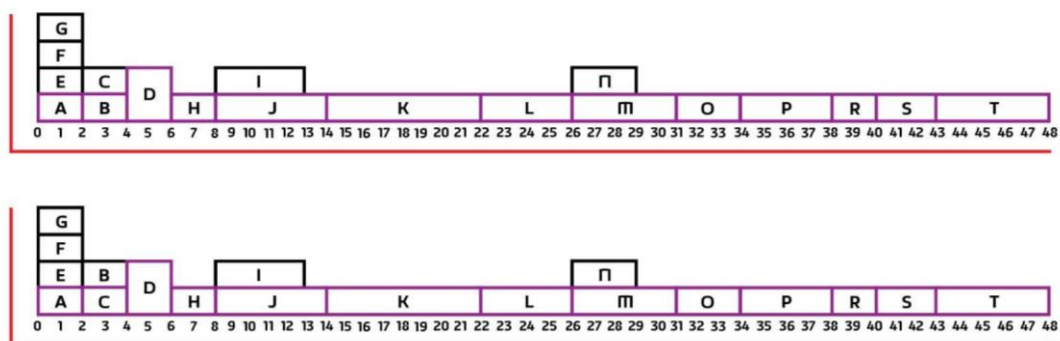 G
F
E C I N
D
A B H J K L M O P R S T
0 1 2 3 4 5 6 7 8 9 10 11 12 13 14 15 16 17 18 19 20 21 22 23 24 25 26 27 28 29 30 31 32 33 34 35 36 37 38 39 40 41 42 43 44 45 46 47 48
G
F
E B I N
D
A C H J K L M O P R S T
0 1 2 3 4 5 6 7 8 9 10 11 12 13 14 15 16 17 18 19 20 21 22 23 24 25 26 27 28 29 30 31 32 33 34 35 36 37 38 39 40 41 42 43 44 45 46 47 48